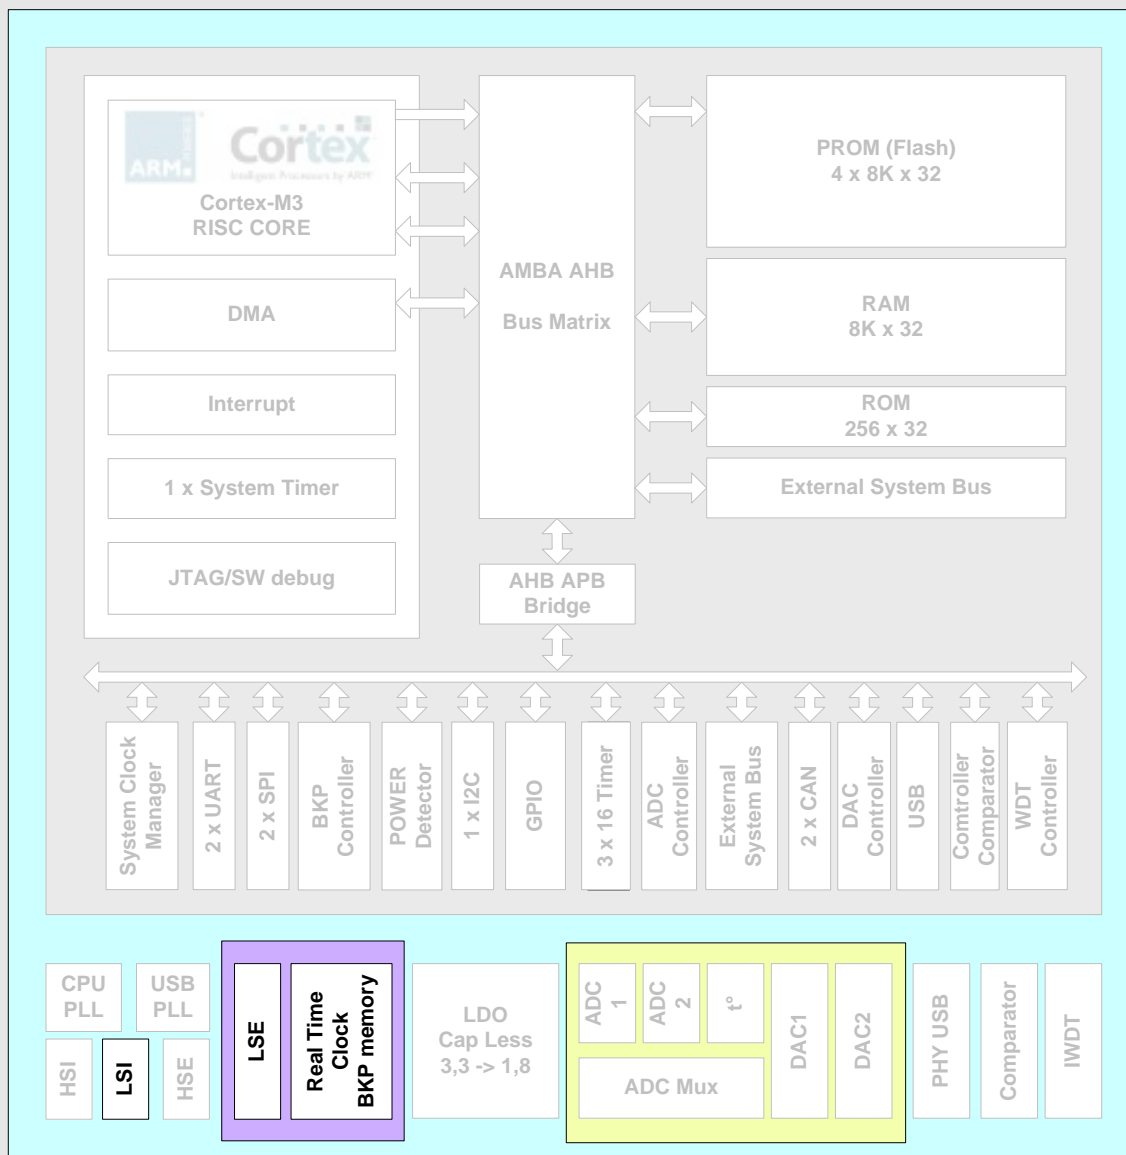 ARM
Cortex
Intelligent Processors by ARM
Cortex-M3
RISC CORE
DMA
Interrupt
1 x System Timer
JTAG/SW debug
AMBA AHB
Bus Matrix
AHB APB
Bridge
PROM (Flash)
4 x 8K x 32
RAM
8K x 32
ROM
256 x 32
External System Bus
System Clock
Manager
2 x UART
2 x SPI
BKP
Controller
POWER
Detector
1 x I2C
GPIO
3 x 16 Timer
ADC
Controller
External
System Bus
2 x CAN
DAC
Controller
USB
Comtroller
Comparator
WDT
Controller
CPU
PLL
USB
PLL
HSI
LSI
HSE
LSE
Real Time
Clock
BKP memory
LDO
Cap Less
3,3 -> 1,8
ADC
1
ADC
2
t°
ADC Mux
DAC1
DAC2
PHY USB
Comparator
IWDT